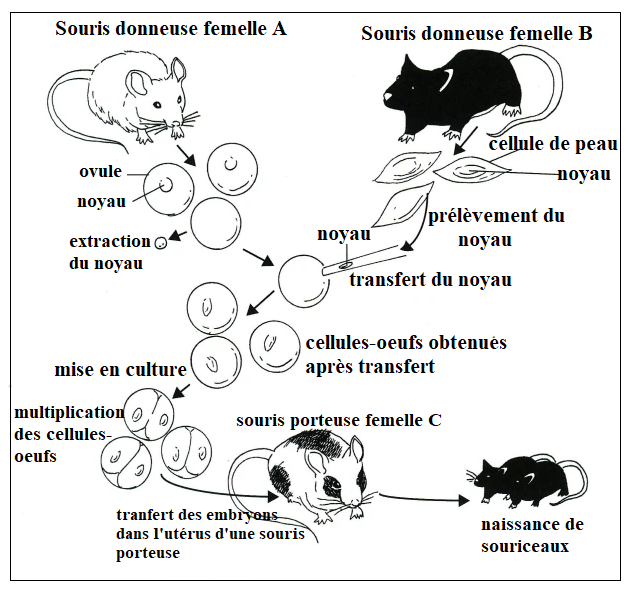 Souris donneuse femelle A
Souris donneuse femelle B
cellule de peau
noyau
ovule
noyau
extraction
du noyau
prélèvement du
noyau
noyau
transfert du noyau
cellules-oeufs obtenues
après transfert
mise en culture
multiplication
des cellules-
oeufs
souris porteuse femelle C
tranfert des embryons
dans l'utérus d'une souris
porteuse
naissance de
souriceaux